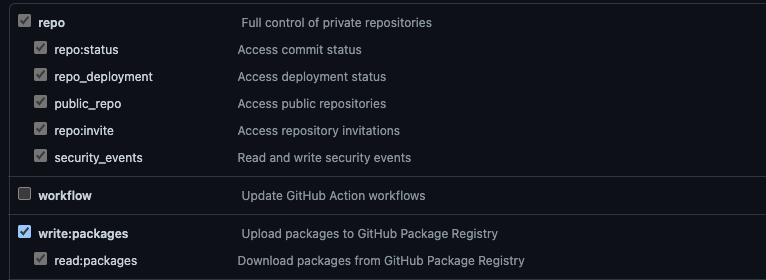 repo Full control of private repositories
repo:status Access commit status
repo_deployment Access deployment status
public_repo Access public repositories
repo:invite Access repository invitations
security_events Read and write security events
workflow Update GitHub Action workflows
write:packages Upload packages to GitHub Package Registry
read:packages Download packages from GitHub Package Registry